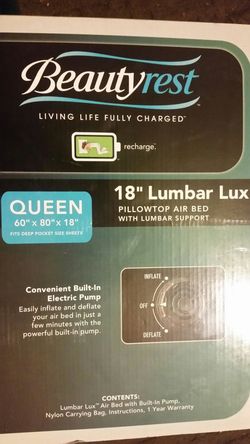 Beautyrest™
LIVING LIFE FULLY CHARGED™
recharge.
QUEEN
60" x 80" x 18"
FITS DEEP POCKET SIZE SHEETS
18" Lumbar Lux
PILLOWTOP AIR BED
WITH LUMBAR SUPPORT
Convenient Built-In
Electric Pump
Easily inflate and deflate
your air bed in just a
few minutes with the
powerful built-in pump.
INFLATE
OFF
DEFLATE
CONTENTS:
Lumbar Lux™ Air Bed with Built-In Pump,
Nylon Carrying Bag, Instructions, 1 Year Warranty